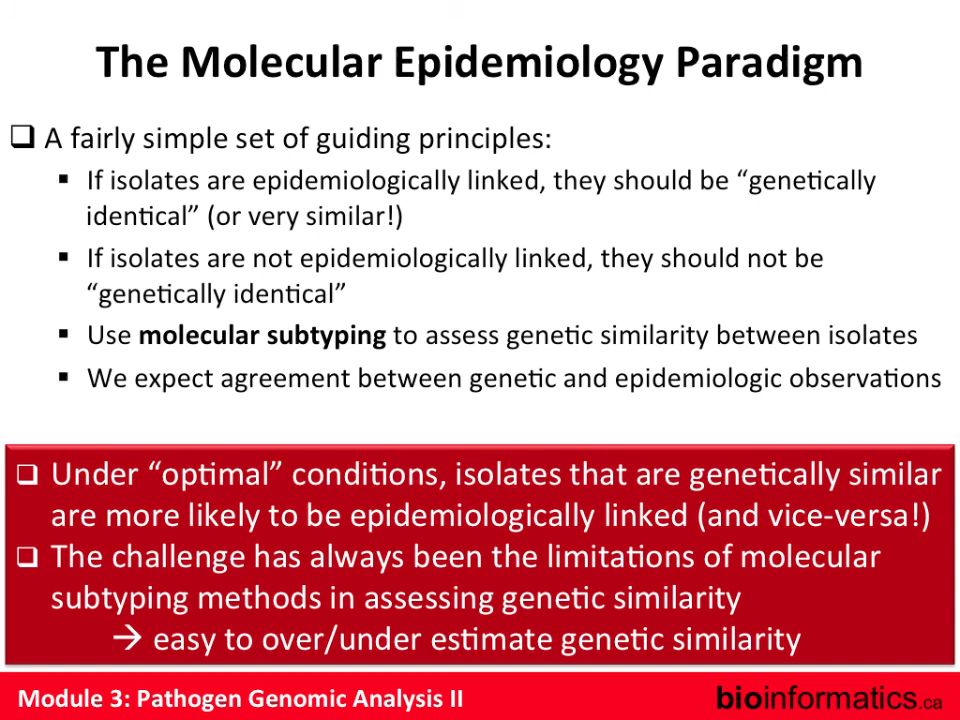 The Molecular Epidemiology Paradigm
❑ A fairly simple set of guiding principles:
▪ If isolates are epidemiologically linked, they should be “genetically
identical” (or very similar!)
▪ If isolates are not epidemiologically linked, they should not be
“genetically identical”
▪ Use molecular subtyping to assess genetic similarity between isolates
▪ We expect agreement between genetic and epidemiologic observations
❑ Under “optimal” conditions, isolates that are genetically similar
are more likely to be epidemiologically linked (and vice-versa!)
❑ The challenge has always been the limitations of molecular
subtyping methods in assessing genetic similarity
→ easy to over/under estimate genetic similarity
Module 3: Pathogen Genomic Analysis II
bioinformatics.ca